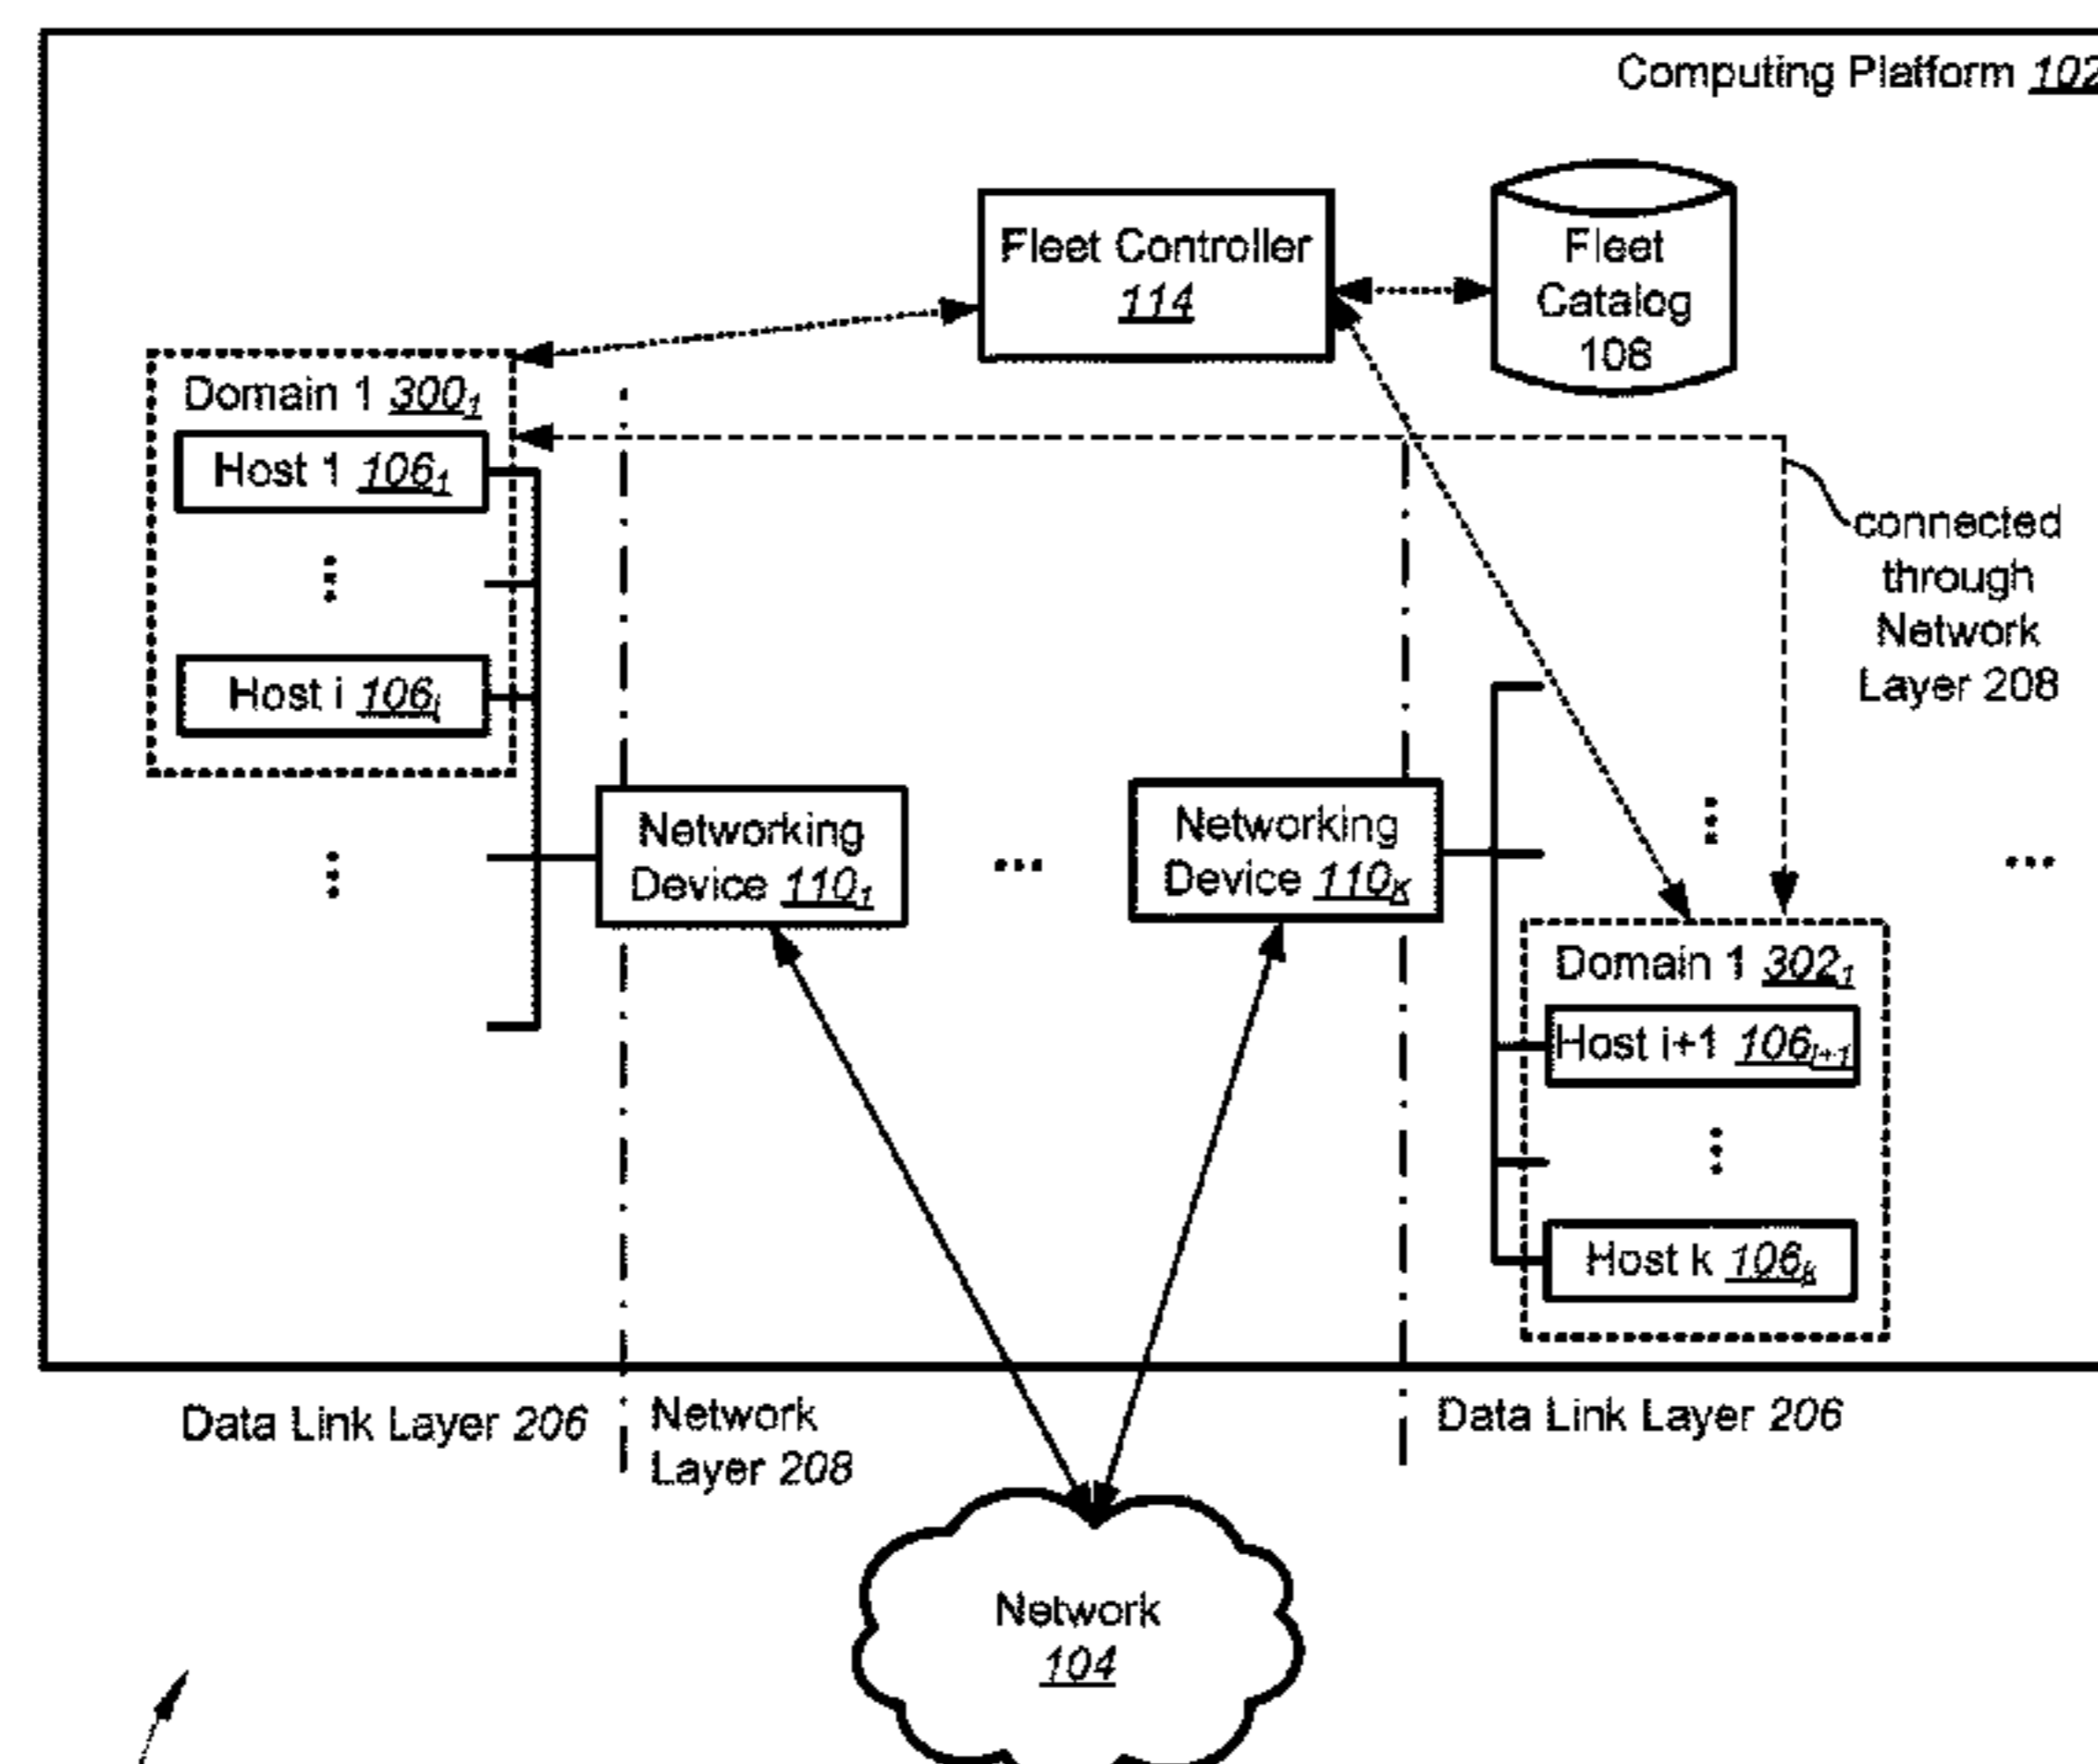 Computing Platform 102
Fleet Controller
114
Fleet
Catalog
108
Domain 1 300₁
Host 1 106₁
Host i 106ᵢ
connected
through
Network
Layer 208
Networking
Device 110₁
Networking
Device 110ₖ
Domain 1 302₁
Host i+1 106ᵢ₊₁
Host k 106ₖ
Data Link Layer 206
Network
Layer 208
Data Link Layer 206
Network
104